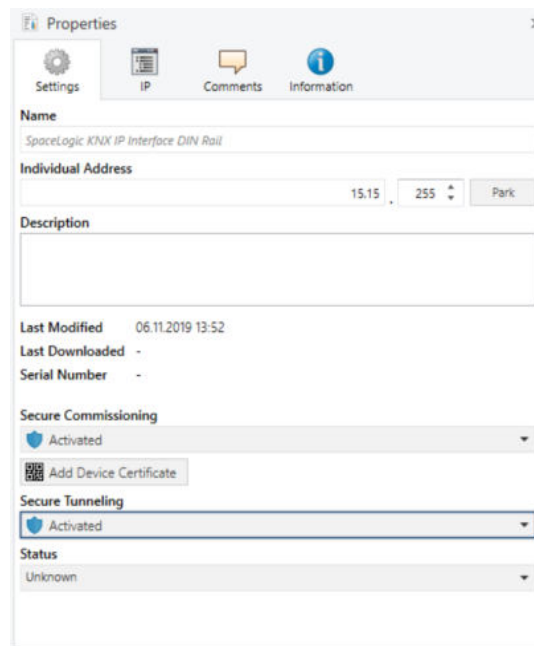 Properties
Settings IP Comments Information
Name
SpaceLogic KNX IP Interface DIN Rail
Individual Address
15.15 . 255 Park
Description
Last Modified 06.11.2019 13:52
Last Downloaded -
Serial Number -
Secure Commissioning
Activated
Add Device Certificate
Secure Tunneling
Activated
Status
Unknown